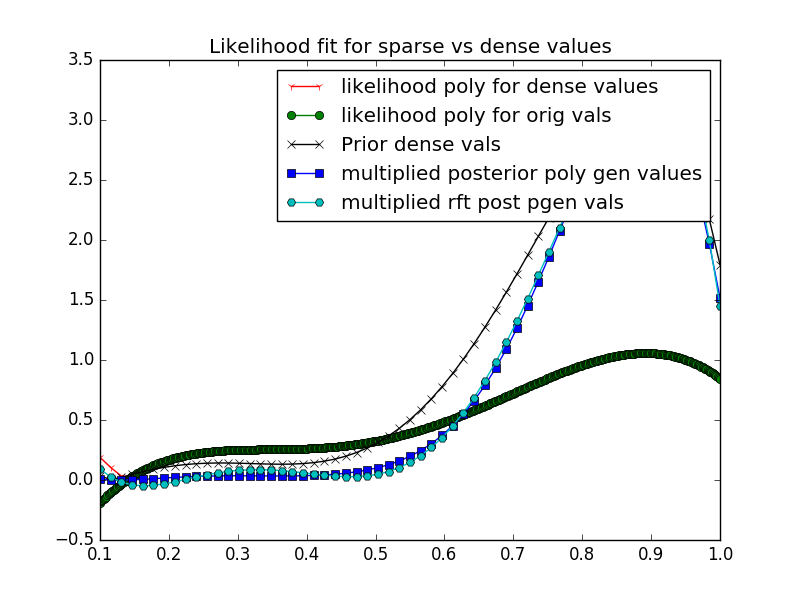 Likelihood fit for sparse vs dense values
3.5
3.0
2.5
2.0
1.5
1.0
0.5
0.0
−0.5
likelihood poly for dense values
likelihood poly for orig vals
Prior dense vals
multiplied posterior poly gen values
multiplied rft post pgen vals
0.1 0.2 0.3 0.4 0.5 0.6 0.7 0.8 0.9 1.0